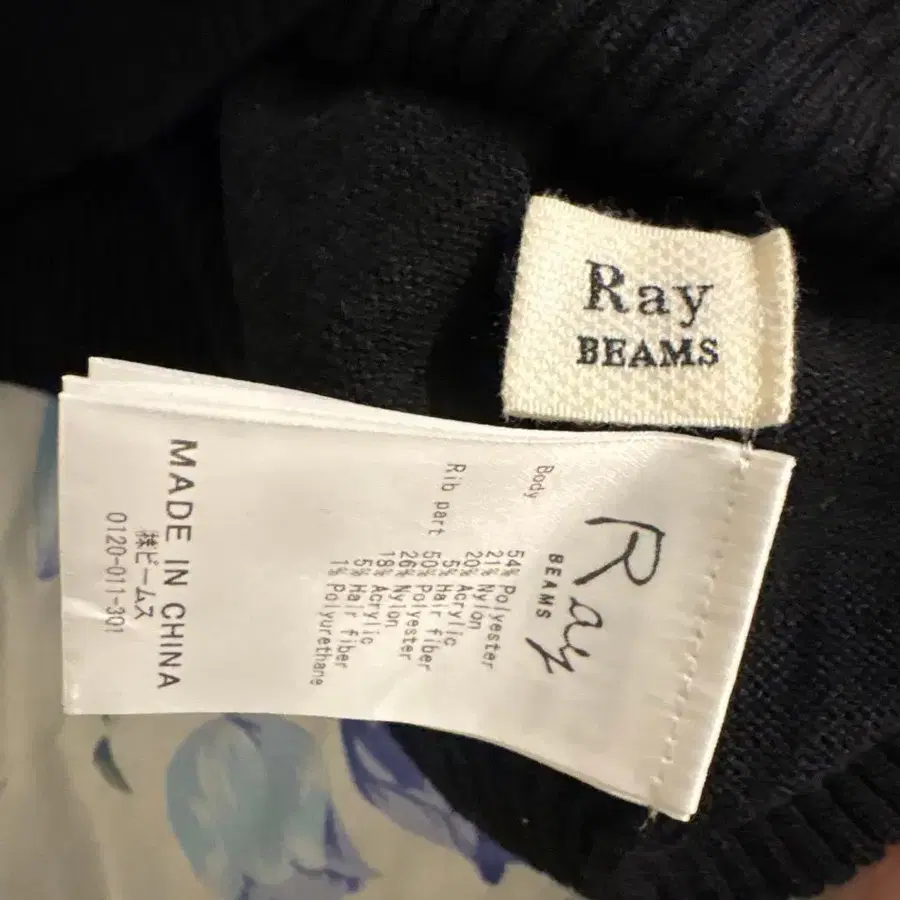 Ray
BEAMS
Ray
BEAMS
Body
54% Polyester
21% Nylon
20% Acrylic
5% Hair fiber
Rib part
50% Polyester
26% Nylon
18% Acrylic
5% Hair fiber
1% Polyurethane
MADE IN CHINA
㈱ビームス
0120-011-301